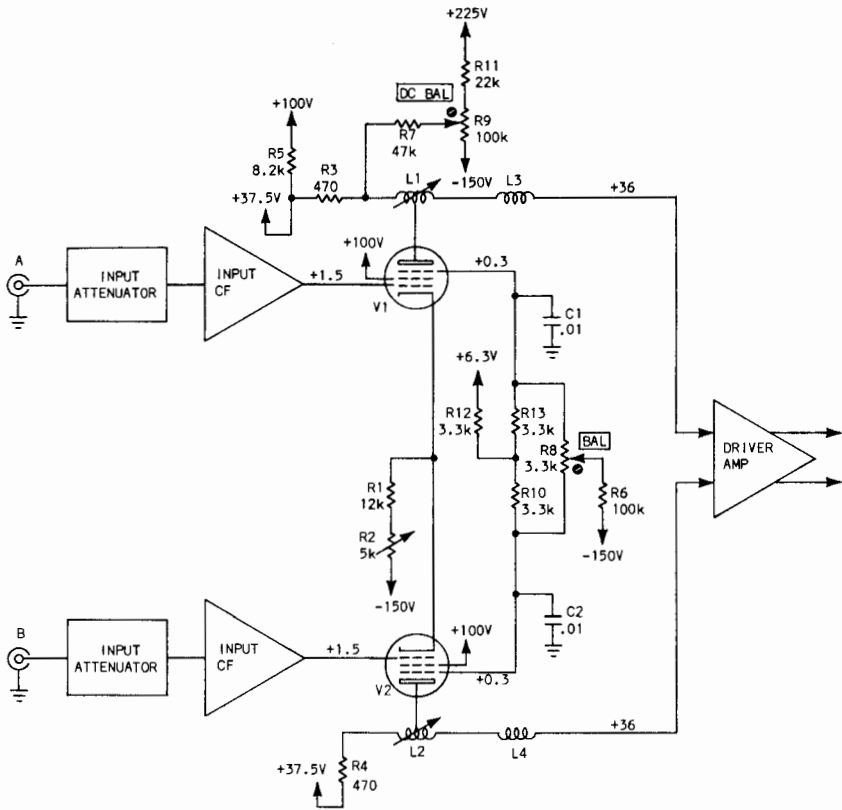 +225V
R11
22k
DC BAL
+100V
R9
100k
R7
47k
R5
8.2k
R3
470
L1
-150V
L3
+36
+37.5V
A
INPUT
ATTENUATOR
INPUT
CF
+1.5
+100V
+0.3
V1
C1
.01
+6.3V
R12
3.3k
R13
3.3k
BAL
R8
3.3k
DRIVER
AMP
R1
12k
R10
3.3k
R6
100k
R2
5k
-150V
-150V
C2
.01
B
INPUT
ATTENUATOR
INPUT
CF
+1.5
+100V
+0.3
V2
+36
L2
L4
+37.5V
R4
470